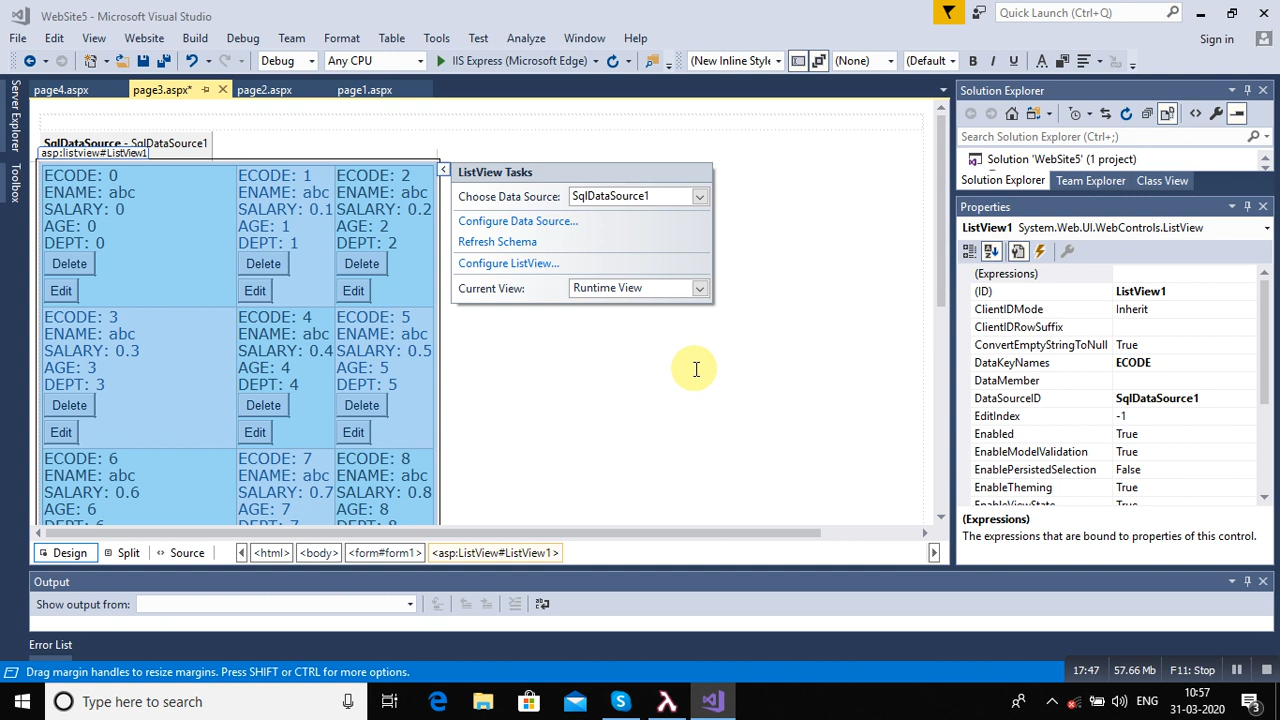 WebSite5 - Microsoft Visual Studio
Quick Launch (Ctrl+Q)
File Edit View Website Build Debug Team Format Table Tools Test Analyze Window Help
Sign in
Debug Any CPU IIS Express (Microsoft Edge) (New Inline Style (None) (Default B I U A
page4.aspx page3.aspx* page2.aspx page1.aspx
Server Explorer
Toolbox
SqlDataSource - SqlDataSource1
asp:listview#ListView1
ECODE: 0 ECODE: 1 ECODE: 2
ENAME: abc ENAME: abc ENAME: abc
SALARY: 0 SALARY: 0.1 SALARY: 0.2
AGE: 0 AGE: 1 AGE: 2
DEPT: 0 DEPT: 1 DEPT: 2
Delete Delete Delete
Edit Edit Edit
ECODE: 3 ECODE: 4 ECODE: 5
ENAME: abc ENAME: abc ENAME: abc
SALARY: 0.3 SALARY: 0.4 SALARY: 0.5
AGE: 3 AGE: 4 AGE: 5
DEPT: 3 DEPT: 4 DEPT: 5
Delete Delete Delete
Edit Edit Edit
ECODE: 6 ECODE: 7 ECODE: 8
ENAME: abc ENAME: abc ENAME: abc
SALARY: 0.6 SALARY: 0.7 SALARY: 0.8
AGE: 6 AGE: 7 AGE: 8
DEPT: 6 DEPT: 7 DEPT: 8
ListView Tasks
Choose Data Source: SqlDataSource1
Configure Data Source...
Refresh Schema
Configure ListView...
Current View: Runtime View
Design Split Source <html> <body> <form#form1> <asp:ListView#ListView1>
Solution Explorer
Search Solution Explorer (Ctrl+;)
Solution 'WebSite5' (1 project)
Solution Explorer Team Explorer Class View
Properties
ListView1 System.Web.UI.WebControls.ListView
(Expressions)
(ID) ListView1
ClientIDMode Inherit
ClientIDRowSuffix
ConvertEmptyStringToNull True
DataKeyNames ECODE
DataMember
DataSourceID SqlDataSource1
EditIndex -1
Enabled True
EnableModelValidation True
EnablePersistedSelection False
EnableTheming True
EnableViewState True
(Expressions)
The expressions that are bound to properties of this control.
Output
Show output from:
Error List
Drag margin handles to resize margins. Press SHIFT or CTRL for more options.
17:47 57.66 Mb F11: Stop
Type here to search
ENG
10:57
31-03-2020
3